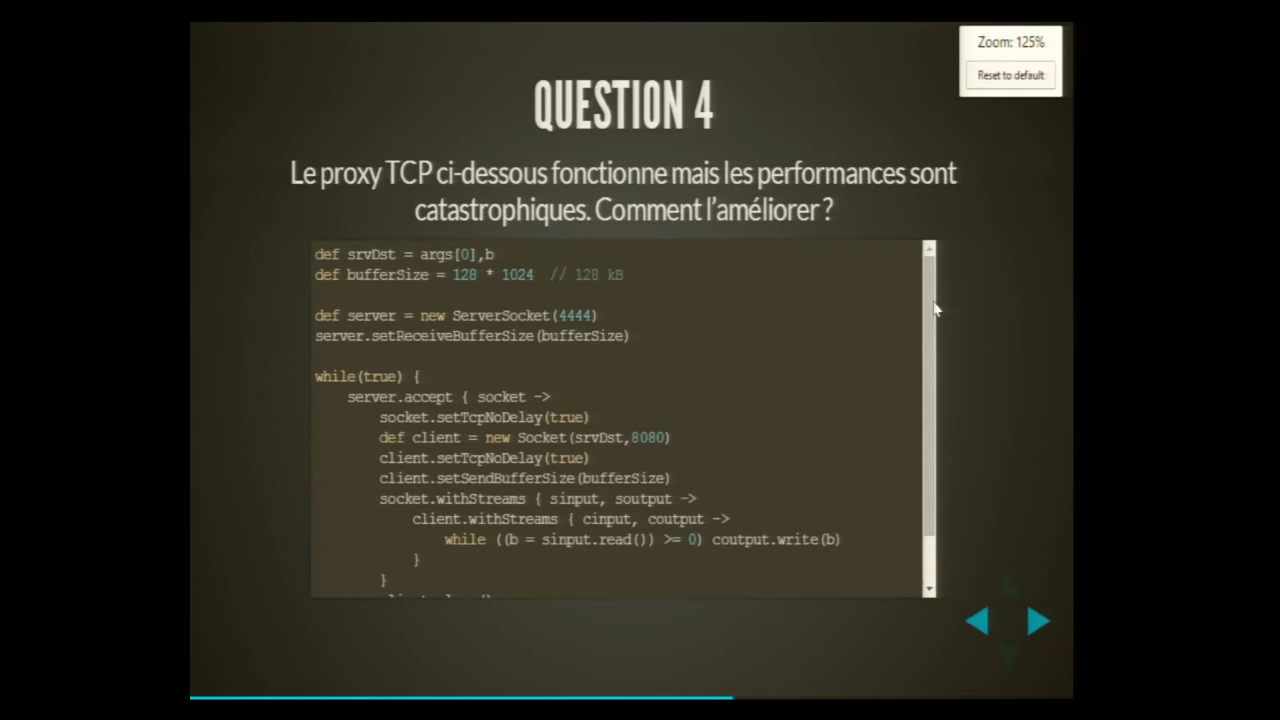 Zoom: 125%
Reset to default
QUESTION 4
Le proxy TCP ci-dessous fonctionne mais les performances sont
catastrophiques. Comment l'améliorer ?
def srvDst = args[0],b
def bufferSize = 128 * 1024  // 128 kB
def server = new ServerSocket(4444)
server.setReceiveBufferSize(bufferSize)
while(true) {
    server.accept { socket ->
        socket.setTcpNoDelay(true)
        def client = new Socket(srvDst,8080)
        client.setTcpNoDelay(true)
        client.setSendBufferSize(bufferSize)
        socket.withStreams { sinput, soutput ->
            client.withStreams { cinput, coutput ->
                while ((b = sinput.read()) >= 0) coutput.write(b)
            }
        }